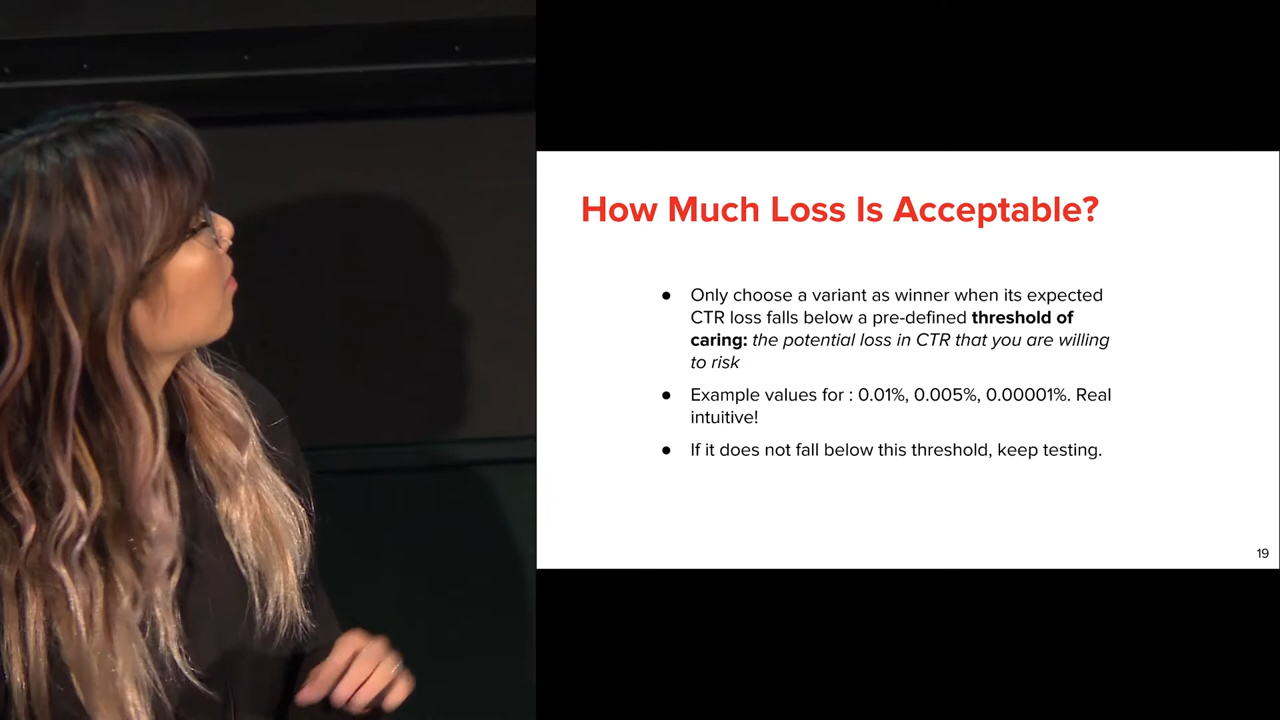 How Much Loss Is Acceptable?
● Only choose a variant as winner when its expected
CTR loss falls below a pre-defined threshold of
caring: the potential loss in CTR that you are willing
to risk
● Example values for : 0.01%, 0.005%, 0.00001%. Real
intuitive!
● If it does not fall below this threshold, keep testing.
19